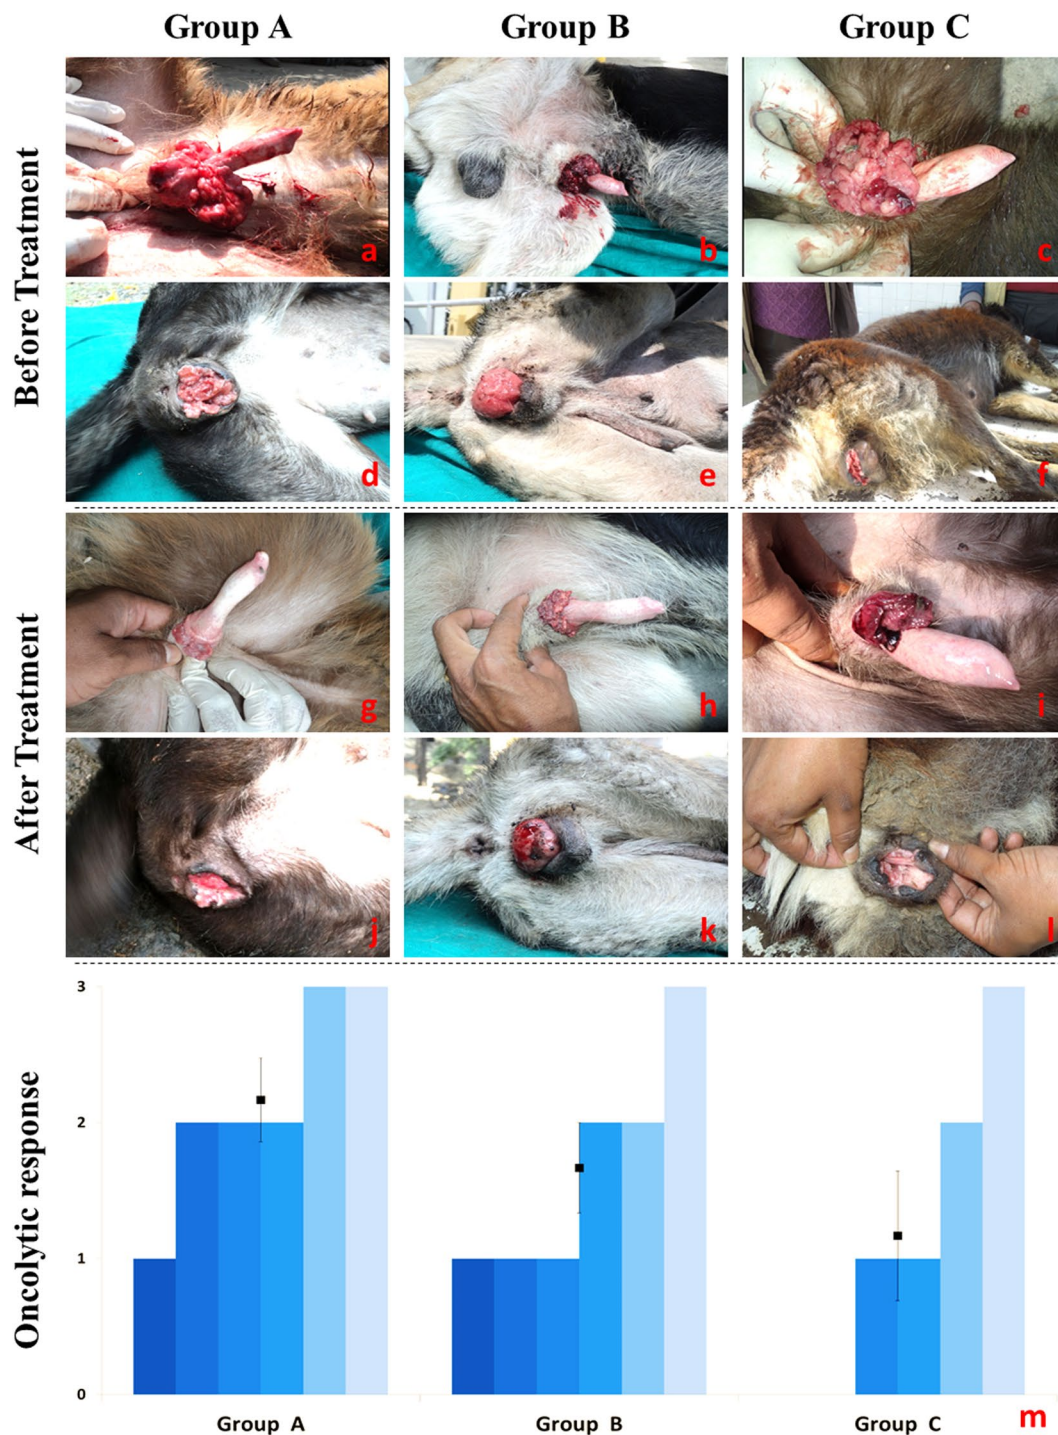 Group A Group B Group C
Before Treatment
a b c
d e f
After Treatment
g h i
j k l
Oncolytic response
3
2
1
0
Group A Group B Group C
m